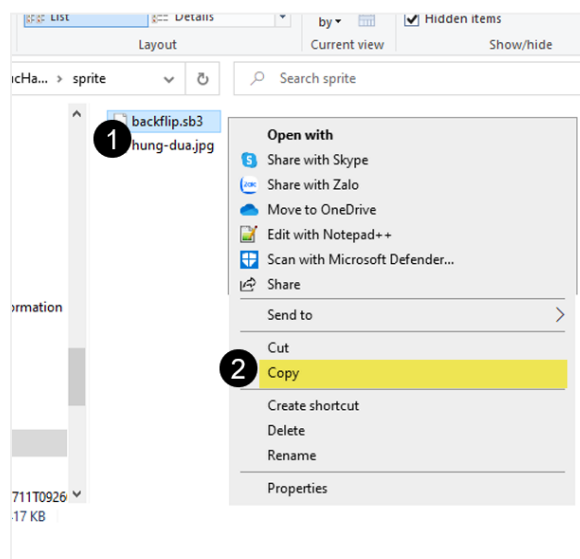 List
Details
by
Hidden items
Layout
Current view
Show/hide
sprite
Search sprite
1
backflip.sb3
hung-dua.jpg
Open with
Share with Skype
Zalo
Share with Zalo
Move to OneDrive
Edit with Notepad++
Scan with Microsoft Defender...
Share
ormation
Send to
Cut
2
Copy
Create shortcut
Delete
Rename
Properties
711T0926
17 KB